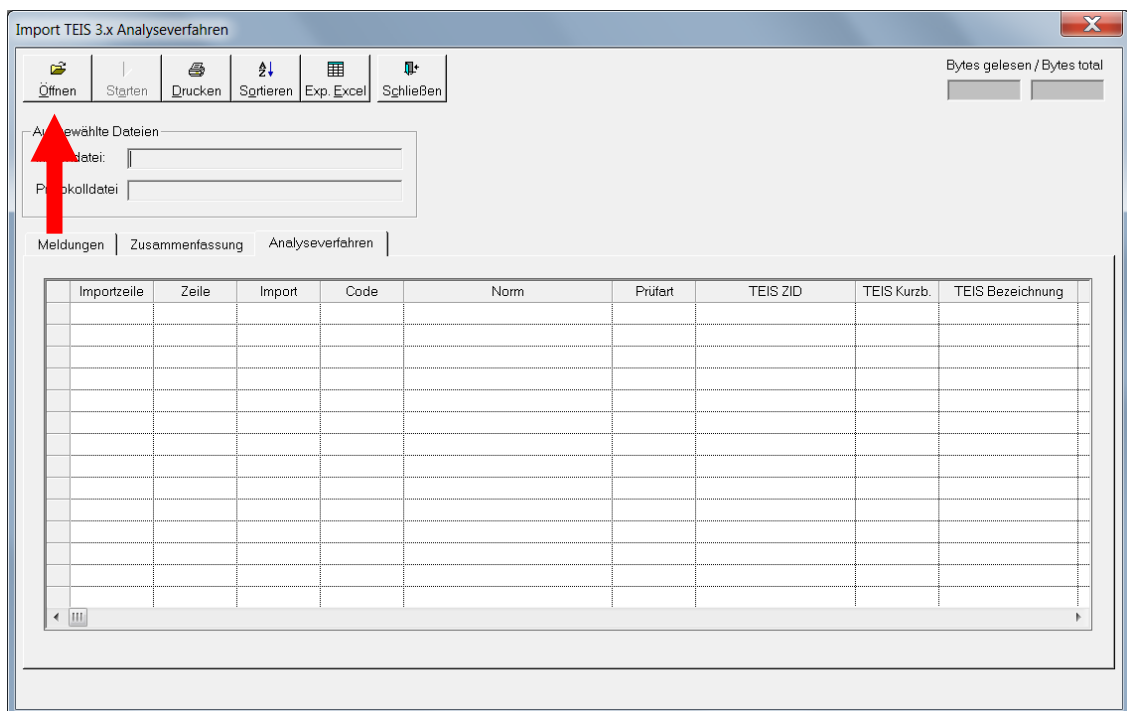 Import TEIS 3.x Analyseverfahren
Öffnen Starten Drucken Sortieren Exp. Excel Schließen
Bytes gelesen / Bytes total
Dateien
Meldungen Zusammenfassung Analyseverfahren
Importzeile Zeile Import Code Norm Prüfart TEIS ZID TEIS Kurzb. TEIS Bezeichnung